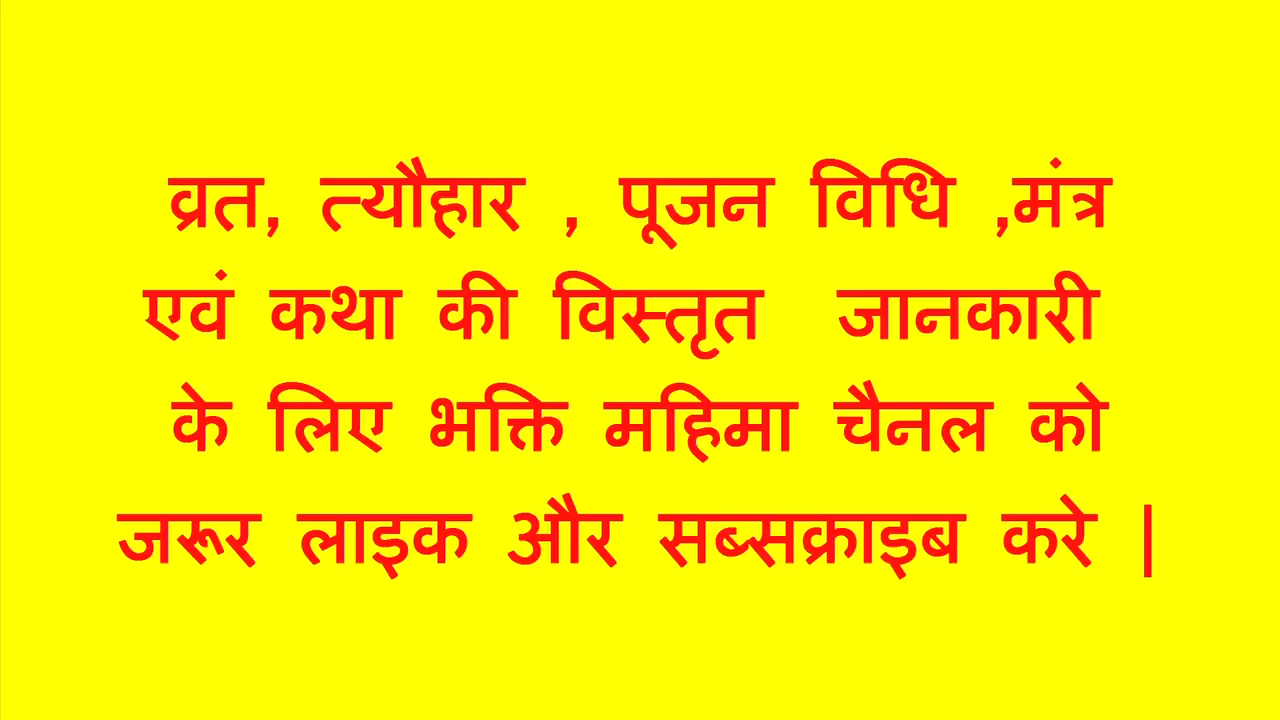 व्रत, त्यौहार , पूजन विधि ,मंत्र
एवं कथा की विस्तृत जानकारी
के लिए भक्ति महिमा चैनल को
जरूर लाइक और सब्सक्राइब करे |